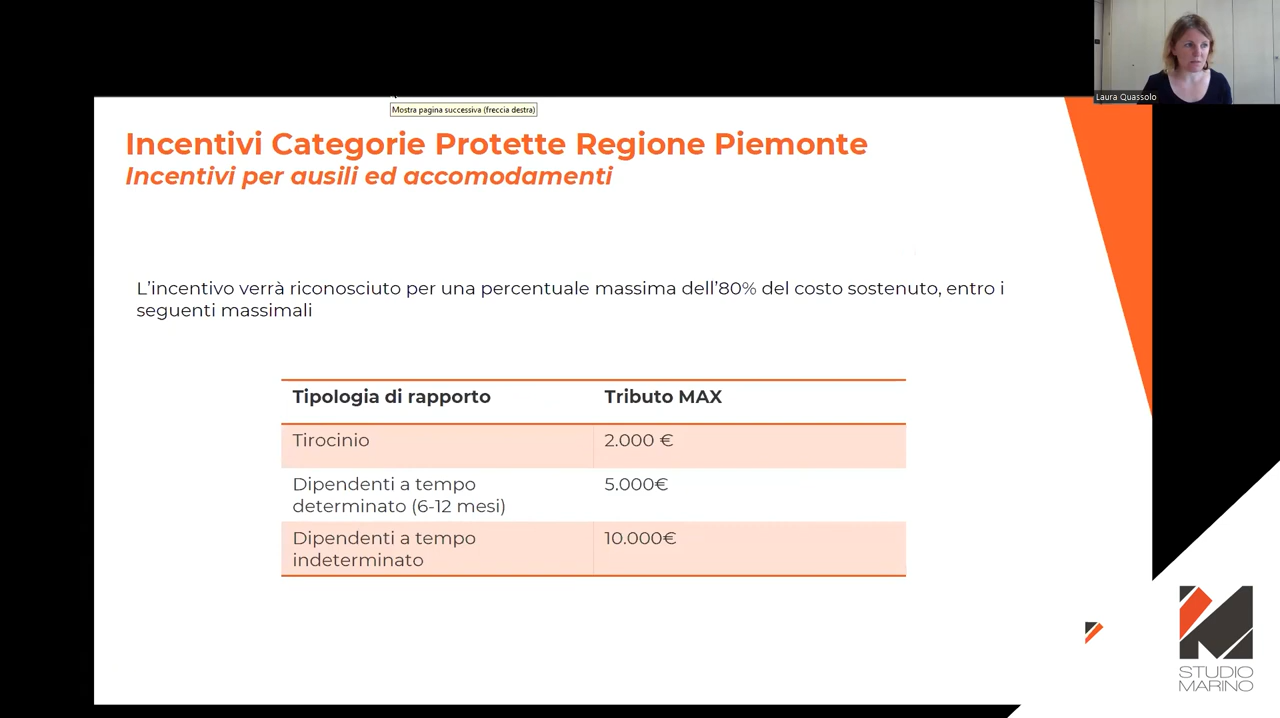 Laura Quassolo
Mostra pagina successiva (freccia destra)
Incentivi Categorie Protette Regione Piemonte
Incentivi per ausili ed accomodamenti
L’incentivo verrà riconosciuto per una percentuale massima dell’80% del costo sostenuto, entro i
seguenti massimali
Tipologia di rapporto Tributo MAX
Tirocinio 2.000 €
Dipendenti a tempo
determinato (6-12 mesi) 5.000€
Dipendenti a tempo
indeterminato 10.000€
STUDIO
MARINO